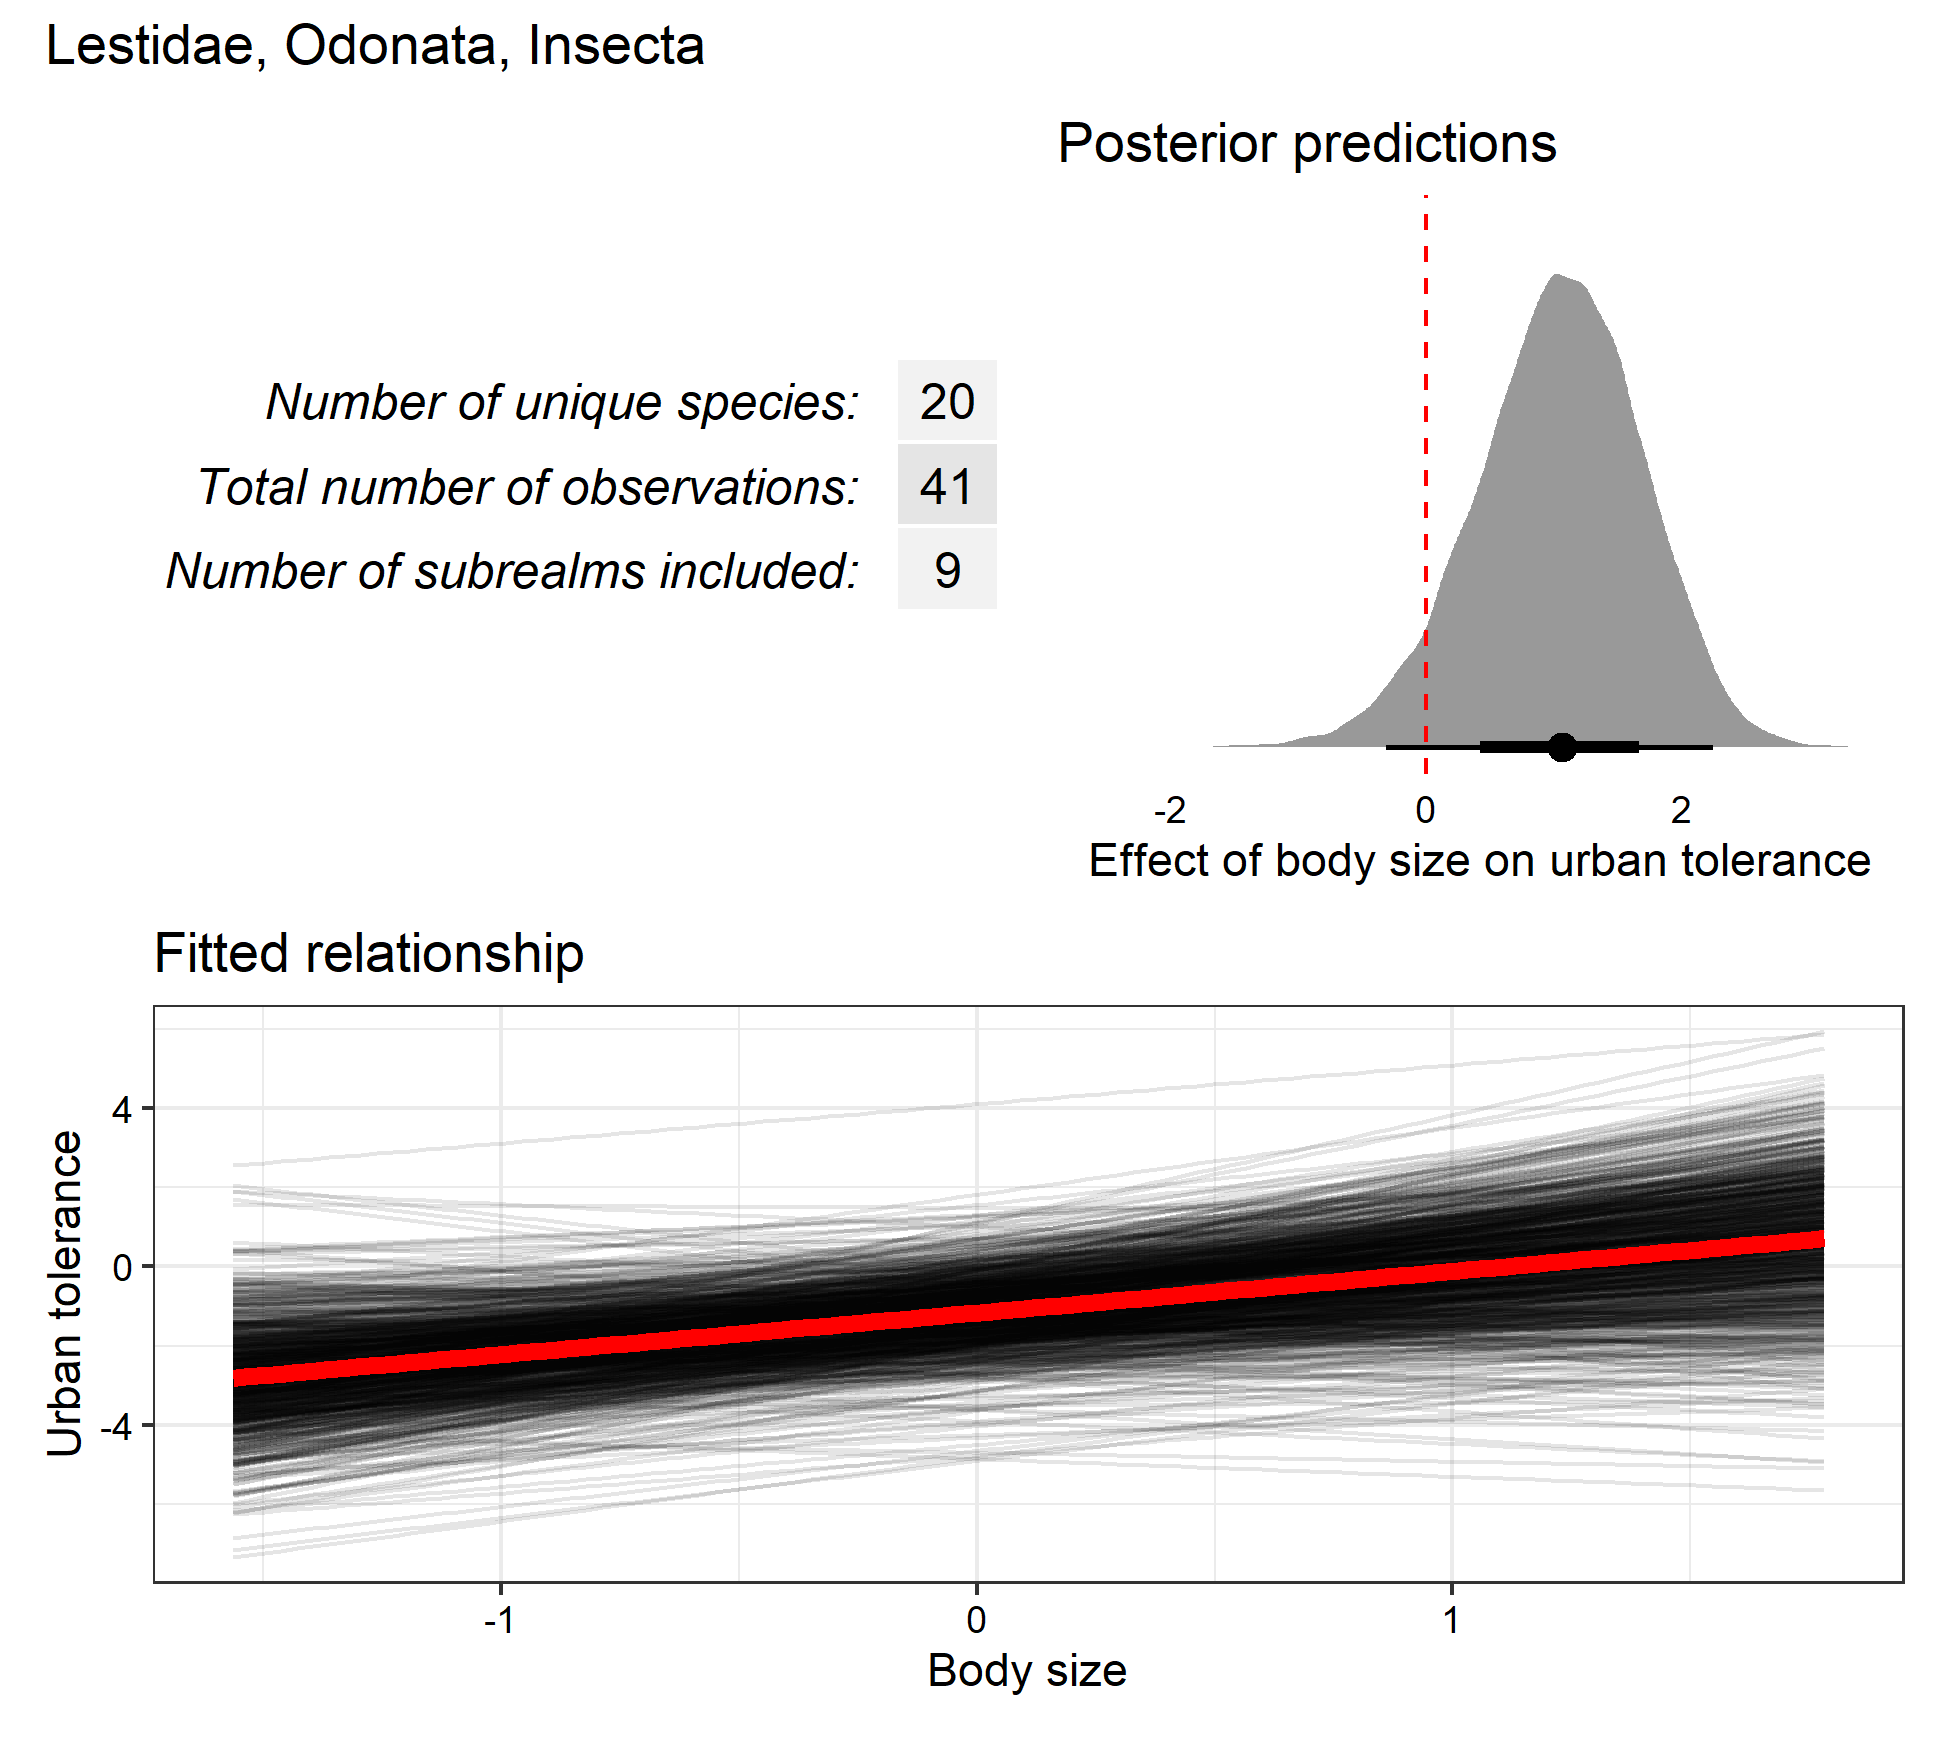 Lestidae, Odonata, Insecta
Posterior predictions
Number of unique species: 20
Total number of observations: 41
Number of subrealms included: 9
-2 0 2
Effect of body size on urban tolerance
Fitted relationship
Urban tolerance
4
0
-4
-1 0 1
Body size